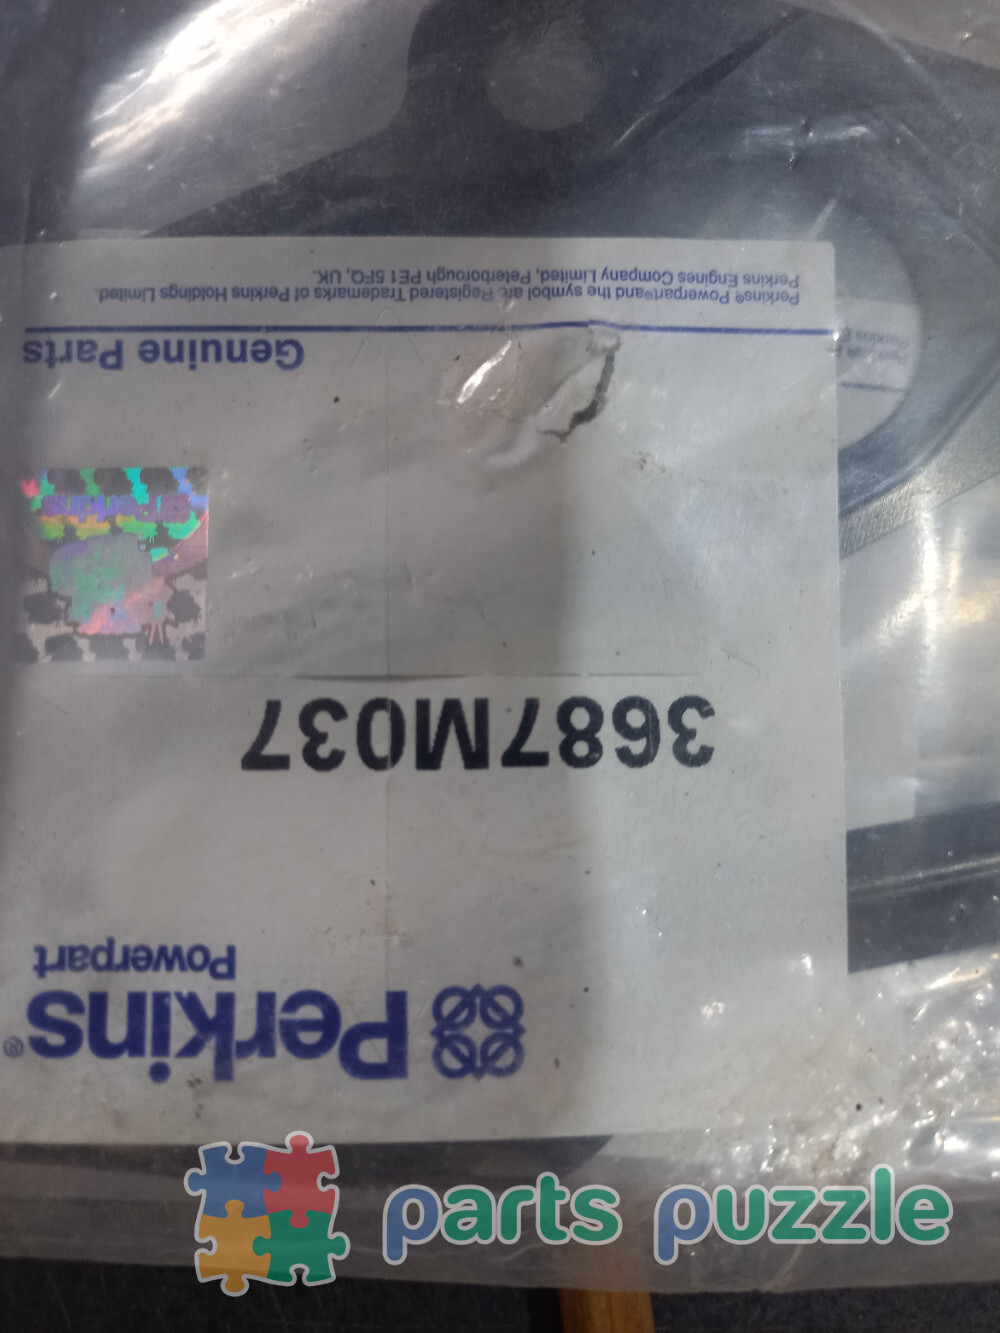 Perkins®
Powerpart
3687M037
Perkins
Genuine Parts
Perkins® Powerpart® and the symbol are Registered Trademarks of Perkins Holdings Limited.
Perkins Engines Company Limited, Peterborough PE1 5FQ, UK.
parts puzzle